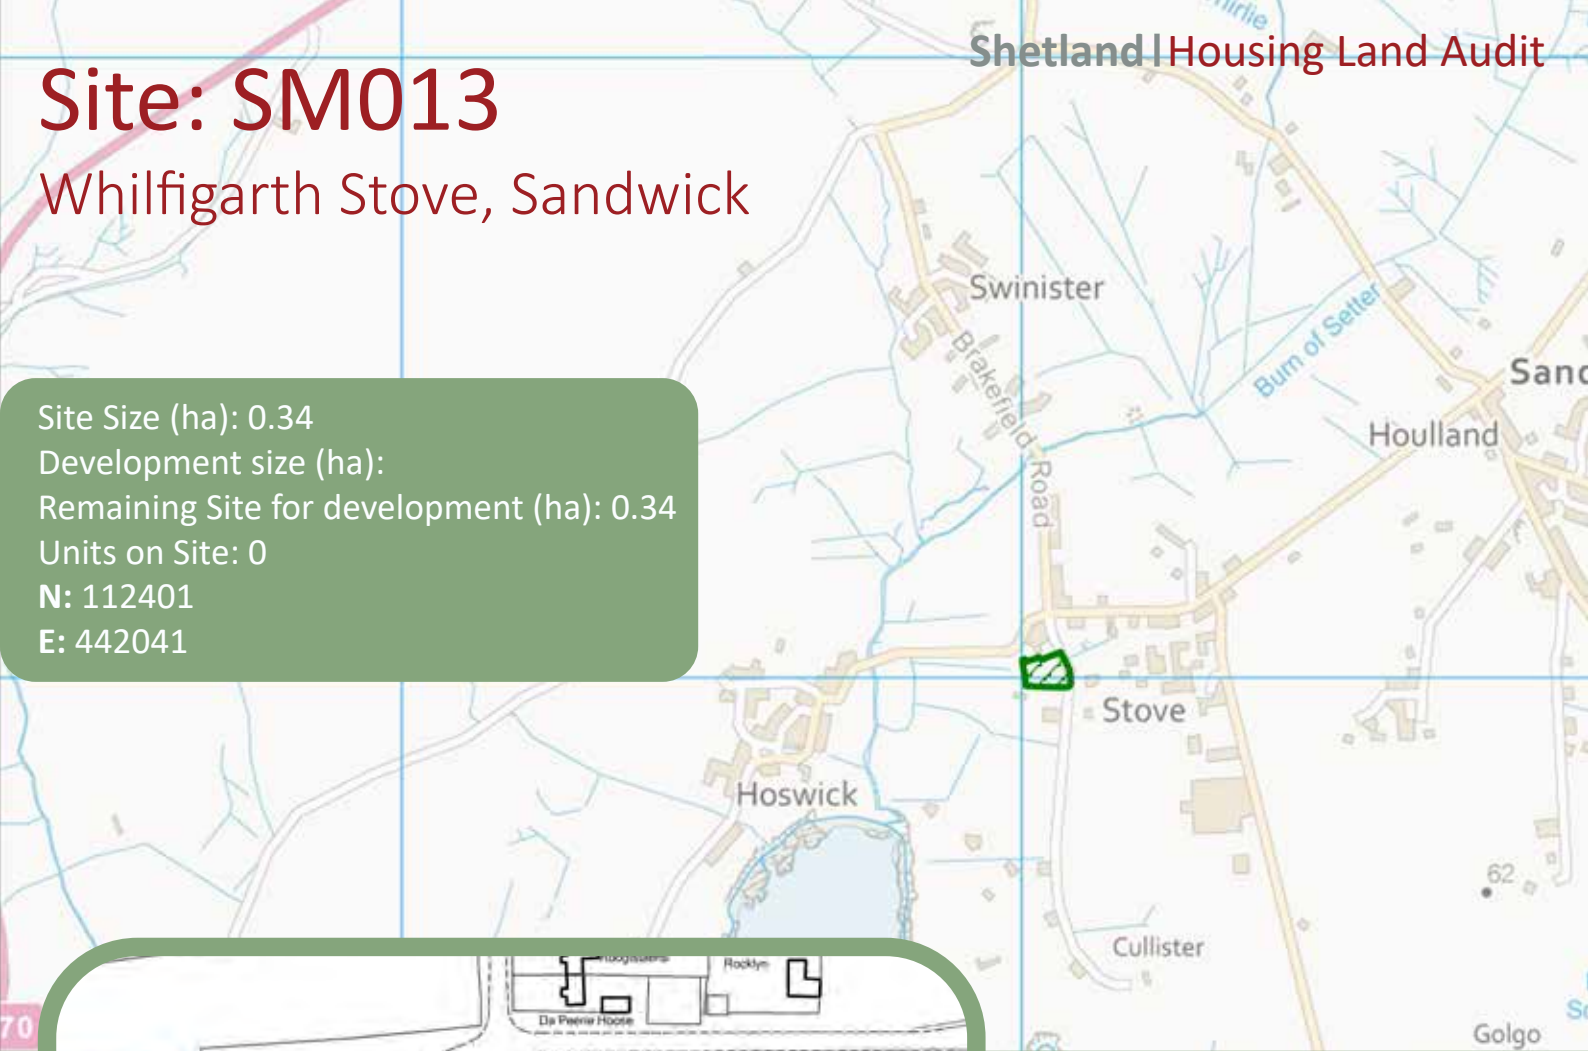 Shetland|Housing Land Audit
Site: SM013
Whilfigarth Stove, Sandwick
Swinister
Burn of Setter
Brakefield Road
Houlland
Site Size (ha): 0.34
Development size (ha):
Remaining Site for development (ha): 0.34
Units on Site: 0
N: 112401
E: 442041
Stove
Hoswick
62
Cullister
Rocklyn
Da Peerie Hoose
70
Golgo